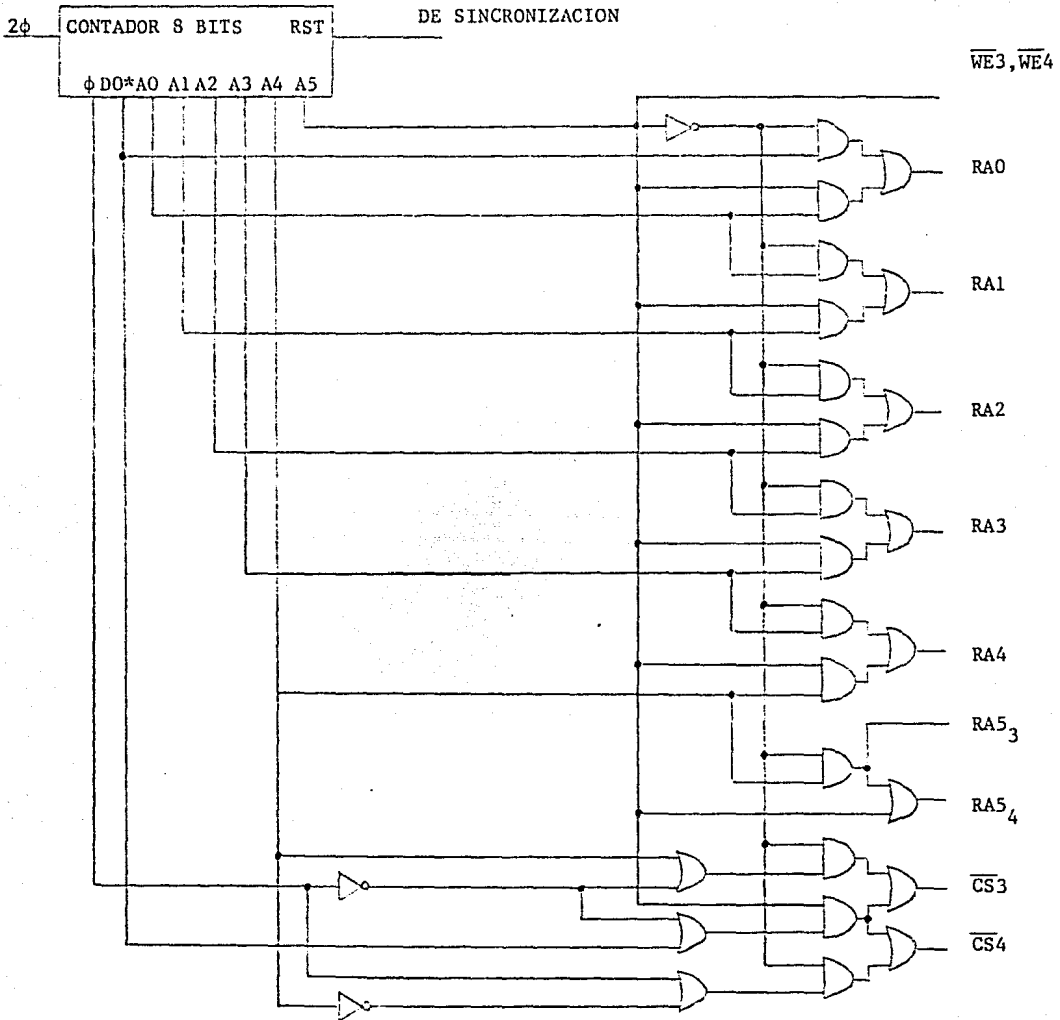 DE SINCRONIZACION
2φ CONTADOR 8 BITS RST
φ DO* A0 A1 A2 A3 A4 A5
WE3, WE4
RA0
RA1
RA2
RA3
RA4
RA5₃
RA5₄
CS3
CS4